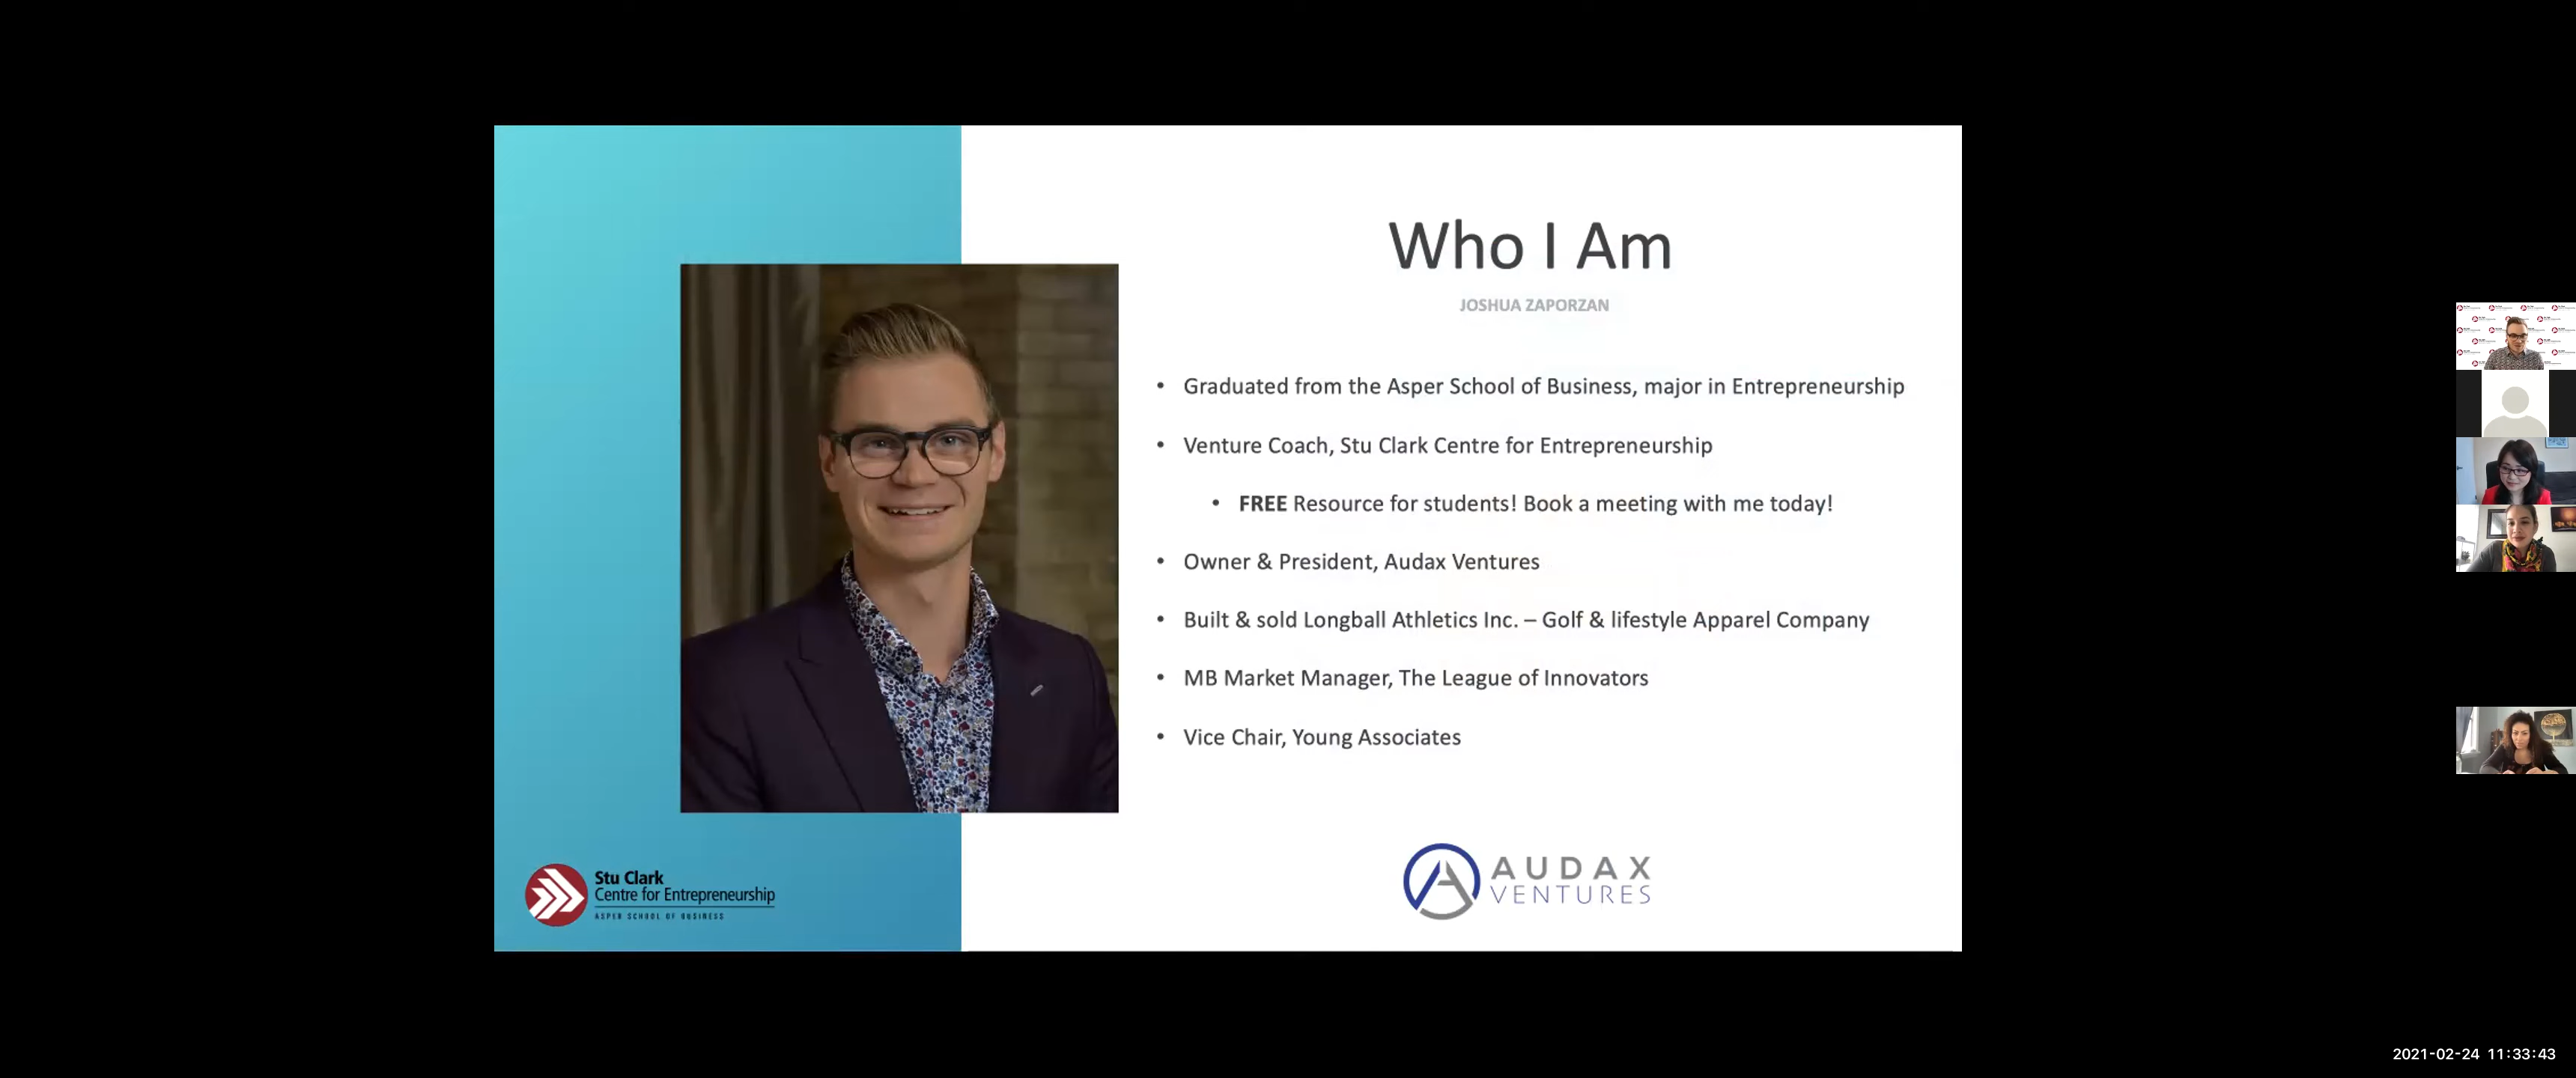 Who I Am
JOSHUA ZAPORZAN
• Graduated from the Asper School of Business, major in Entrepreneurship
• Venture Coach, Stu Clark Centre for Entrepreneurship
• FREE Resource for students! Book a meeting with me today!
• Owner & President, Audax Ventures
• Built & sold Longball Athletics Inc. – Golf & lifestyle Apparel Company
• MB Market Manager, The League of Innovators
• Vice Chair, Young Associates
Stu Clark
Centre for Entrepreneurship
ASPER SCHOOL OF BUSINESS
AUDAX
VENTURES
2021-02-24 11:33:43